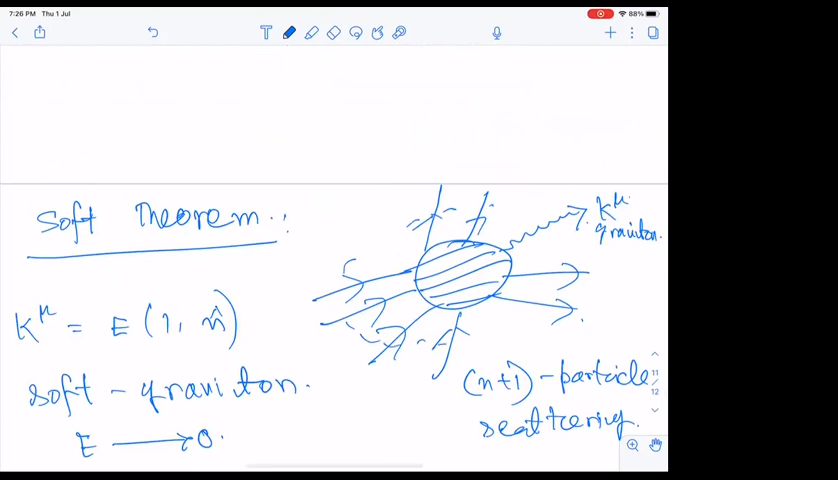 7:26 PM Thu 1 Jul
88%
Soft Theorem :
K^μ
graviton.
K^μ = E (1, n̂)
soft - graviton.
(n+1) - particle
scattering.
E → 0.
11
12